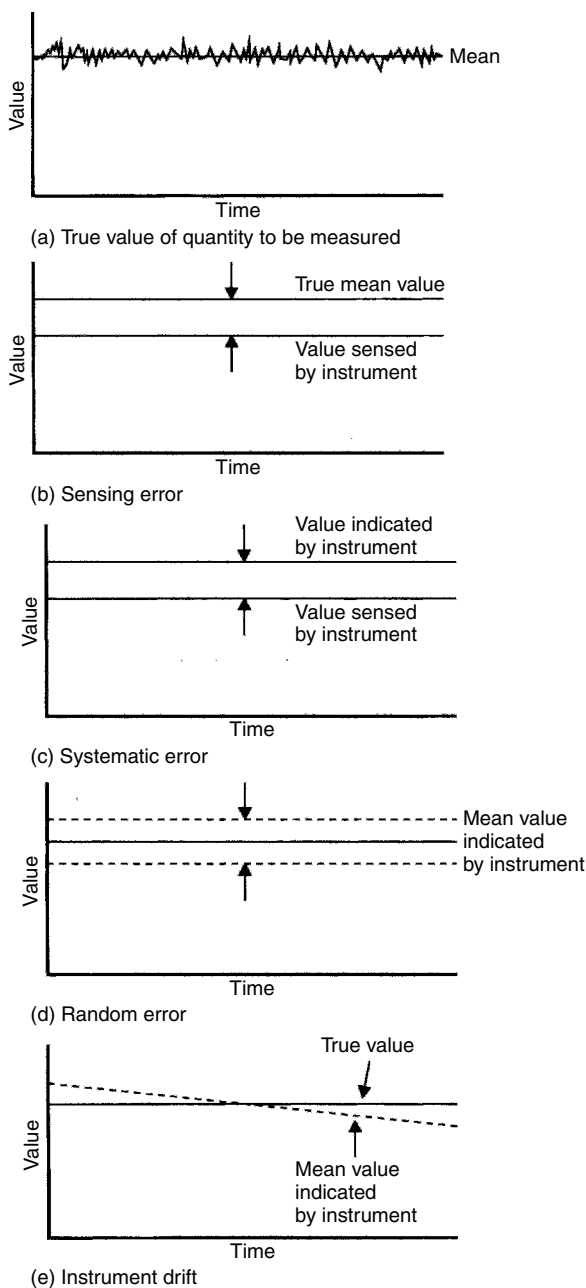 Mean
Value
Time
(a) True value of quantity to be measured
True mean value
Value sensed
by instrument
Value
Time
(b) Sensing error
Value indicated
by instrument
Value sensed
by instrument
Value
Time
(c) Systematic error
Mean value
indicated
by instrument
Value
Time
(d) Random error
True value
Value
Mean value
indicated
by instrument
Time
(e) Instrument drift